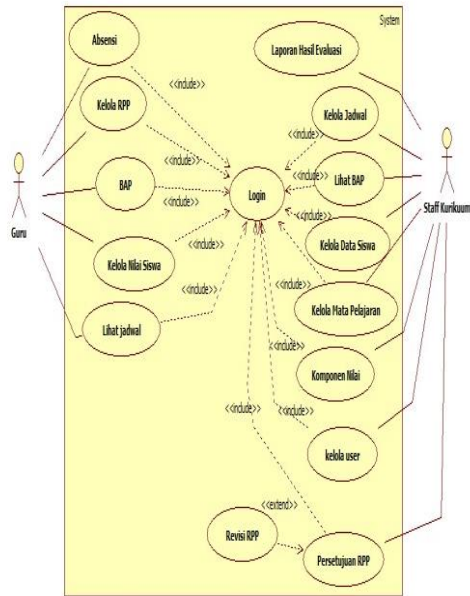 System
Absensi
Laporan Hasil Evaluasi
<<include>>
Kelola RPP
Kelola Jadwal
<<include>>
<<include>>
Guru
BAP
<<include>>
Login
<<include>>
Lihat BAP
Staff Kurikuum
<<include>>
Kelola Nilai Siswa
<<include>>
Kelola Data Siswa
<<include>>
<<include>>
Kelola Mata Pelajaran
Lihat jadwal
<<include>>
Komponen Nilai
<<include>>
<<include>>
kelola user
<<extend>>
Revisi RPP
Persetujuan RPP